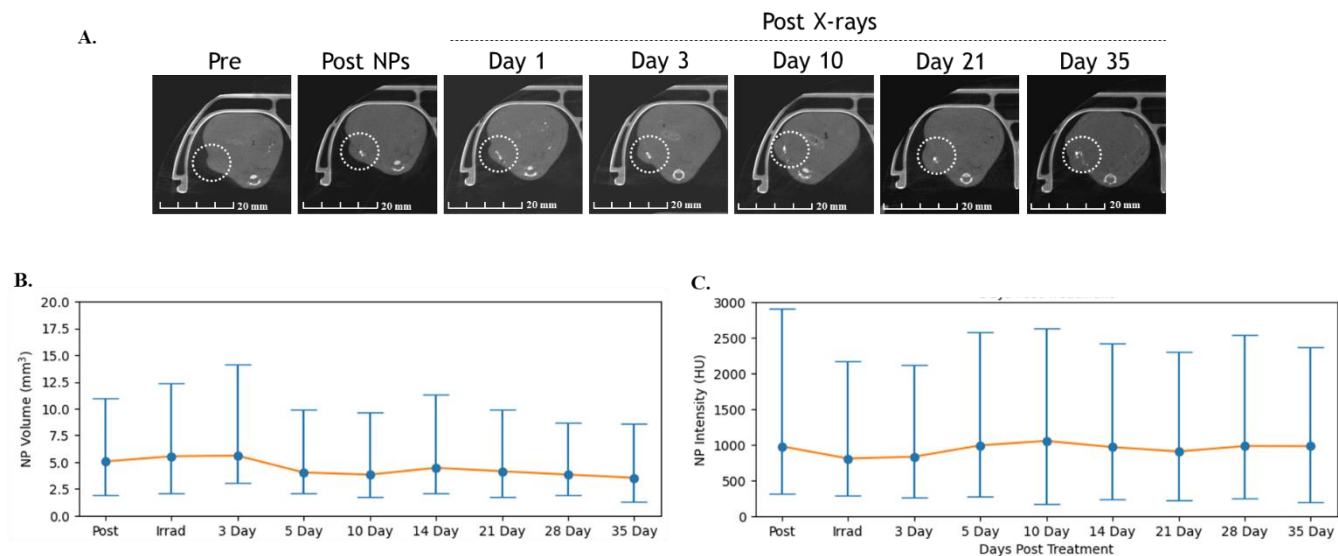 Post X-rays
A.
Pre Post NPs Day 1 Day 3 Day 10 Day 21 Day 35
20 mm 20 mm 20 mm 20 mm 20 mm 20 mm 20 mm
B.
20.0
17.5
15.0
12.5
10.0
7.5
5.0
2.5
0.0
NP Volume (mm³)
Post Irrad 3 Day 5 Day 10 Day 14 Day 21 Day 28 Day 35 Day
C.
3000
2500
2000
1500
1000
500
0
NP Intensity (HU)
Post Irrad 3 Day 5 Day 10 Day 14 Day 21 Day 28 Day 35 Day
Days Post Treatment